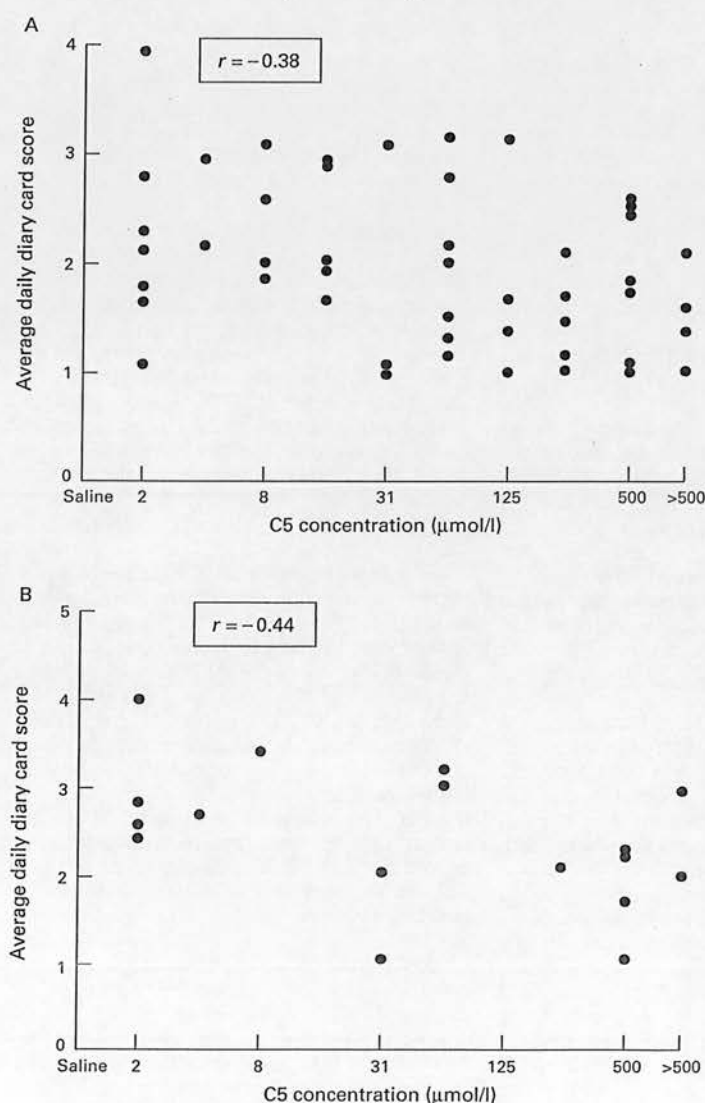 A
r = −0.38
Average daily diary card score
4
3
2
1
0
Saline 2 8 31 125 500 >500
C5 concentration (μmol/l)
B
r = −0.44
Average daily diary card score
5
4
3
2
1
0
Saline 2 8 31 125 500 >500
C5 concentration (μmol/l)